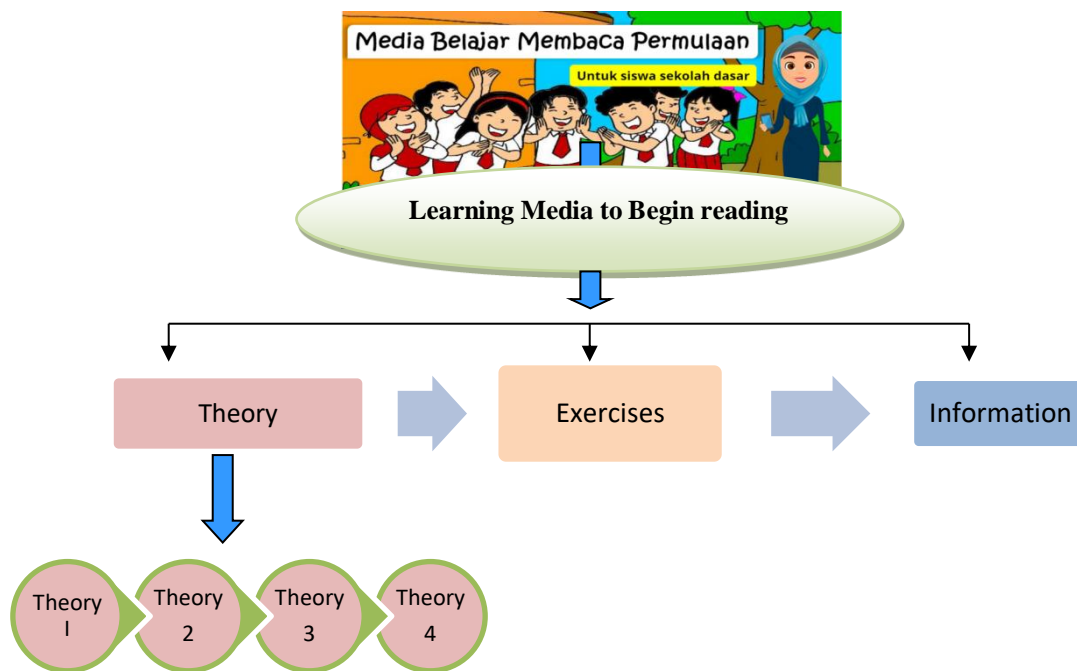 Media Belajar Membaca Permulaan
Untuk siswa sekolah dasar
Learning Media to Begin reading
Theory
Exercises
Information
Theory
I
Theory
2
Theory
3
Theory
4